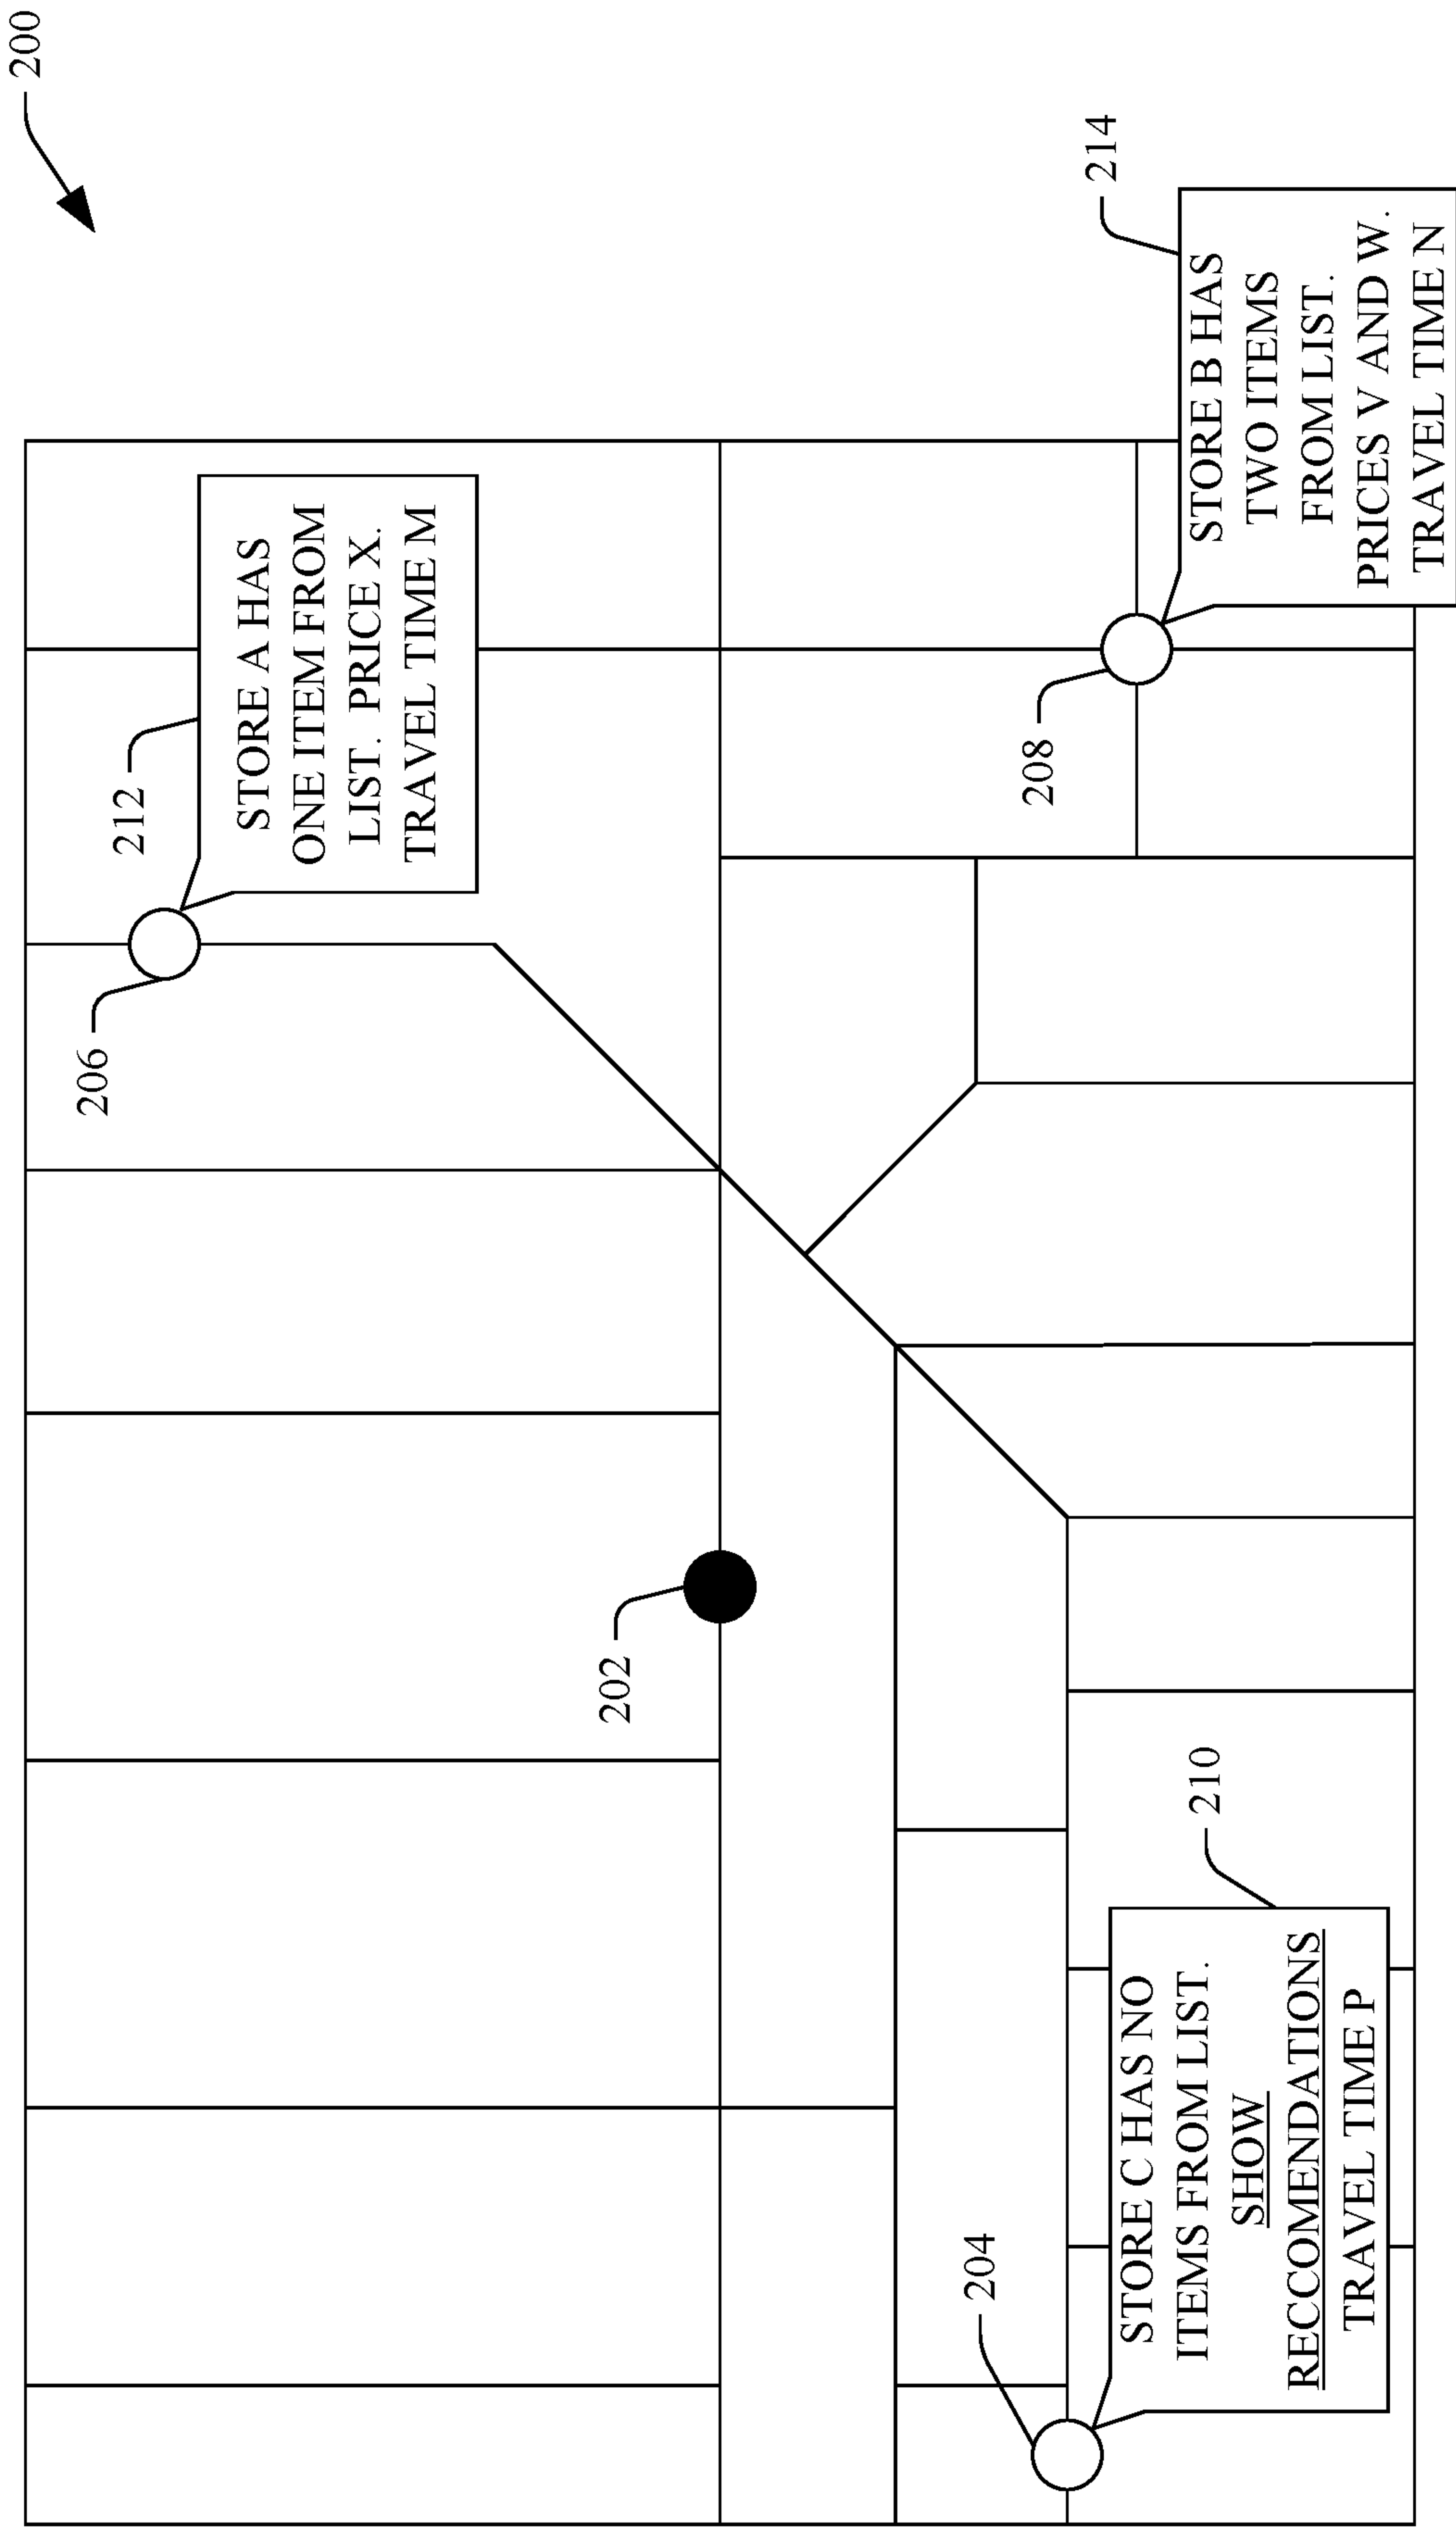 200
212
STORE A HAS
ONE ITEM FROM
LIST. PRICE X.
TRAVEL TIME M
206
202
208
214
STORE B HAS
TWO ITEMS
FROM LIST.
PRICES V AND W.
TRAVEL TIME N
204
210
STORE C HAS NO
ITEMS FROM LIST.
SHOW
RECCOMENDATIONS
TRAVEL TIME P